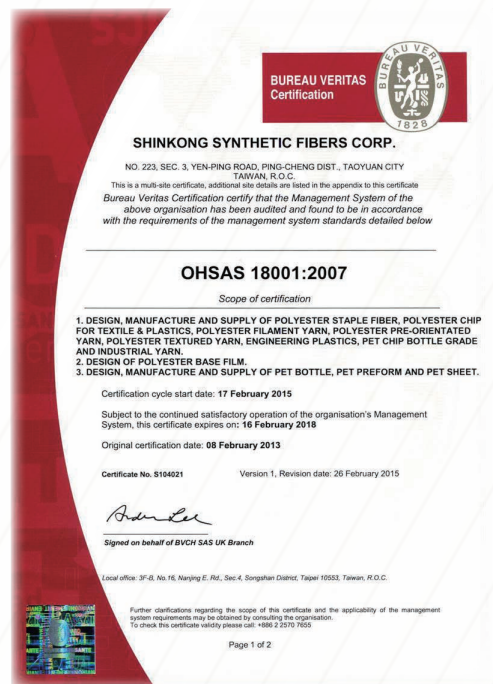 BUREAU VERITAS
Certification
BUREAU VERITAS
1828
SHINKONG SYNTHETIC FIBERS CORP.
NO. 223, SEC. 3, YEN-PING ROAD, PING-CHENG DIST., TAOYUAN CITY
TAIWAN, R.O.C.
This is a multi-site certificate, additional site details are listed in the appendix to this certificate
Bureau Veritas Certification certify that the Management System of the
above organisation has been audited and found to be in accordance
with the requirements of the management system standards detailed below
OHSAS 18001:2007
Scope of certification
1. DESIGN, MANUFACTURE AND SUPPLY OF POLYESTER STAPLE FIBER, POLYESTER CHIP
FOR TEXTILE & PLASTICS, POLYESTER FILAMENT YARN, POLYESTER PRE-ORIENTATED
YARN, POLYESTER TEXTURED YARN, ENGINEERING PLASTICS, PET CHIP BOTTLE GRADE
AND INDUSTRIAL YARN.
2. DESIGN OF POLYESTER BASE FILM.
3. DESIGN, MANUFACTURE AND SUPPLY OF PET BOTTLE, PET PREFORM AND PET SHEET.
Certification cycle start date: 17 February 2015
Subject to the continued satisfactory operation of the organisation's Management
System, this certificate expires on: 16 February 2018
Original certification date: 08 February 2013
Certificate No. S104021 Version 1, Revision date: 26 February 2015
Signed on behalf of BVCH SAS UK Branch
Local office: 3F-B, No.16, Nanjing E. Rd., Sec.4, Songshan District, Taipei 10553, Taiwan, R.O.C.
Further clarifications regarding the scope of this certificate and the applicability of the management
system requirements may be obtained by consulting the organisation.
To check this certificate validity please call: +886 2 2570 7655
Page 1 of 2